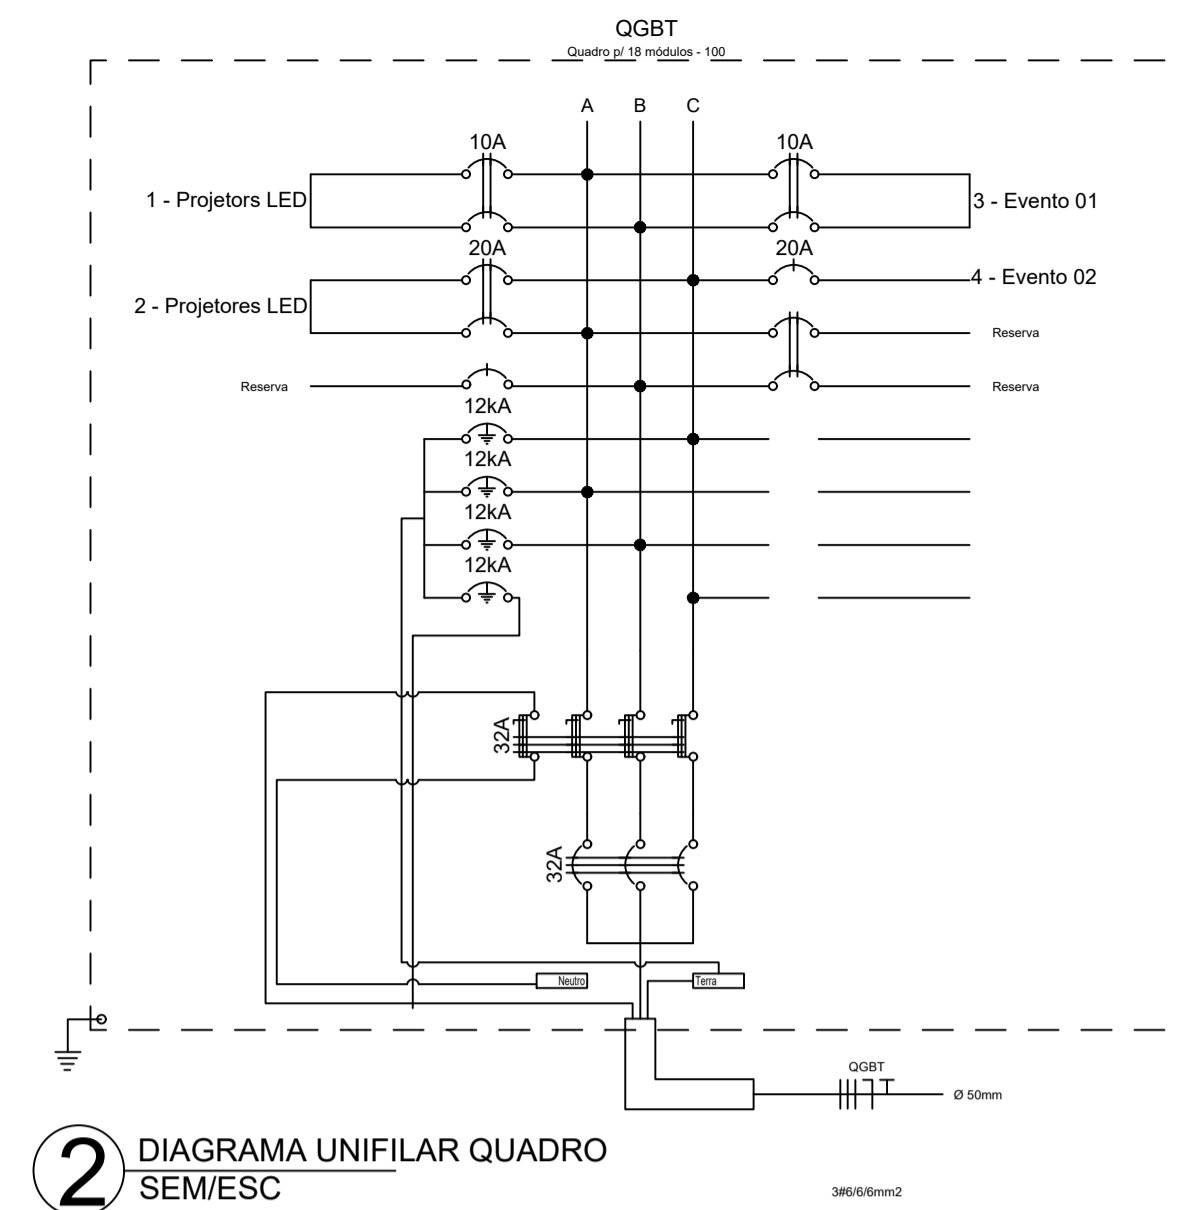 QGBT
Quadro p/ 18 módulos - 100
A B C
10A 10A
1 - Projetors LED
3 - Evento 01
20A 20A
4 - Evento 02
2 - Projetores LED
Reserva
Reserva
Reserva
12kA
12kA
12kA
12kA
32A
32A
Neutro
Terra
QGBT
Ø 50mm
2
DIAGRAMA UNIFILAR QUADRO
SEM/ESC
3#6/6/6mm2